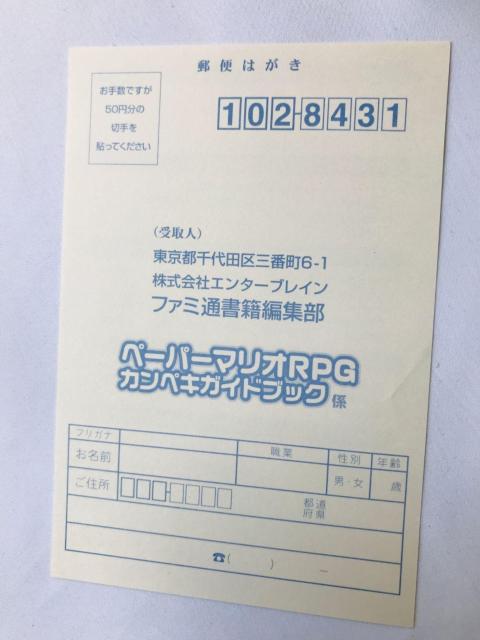 郵便はがき
お手数ですが
50円分の
切手を
貼ってください
102-8431
(受取人)
東京都千代田区三番町6-1
株式会社エンターブレイン
ファミ通書籍編集部
ペーパーマリオRPG
カンペキガイドブック係
フリガナ
お名前
職業
性別
年齢
男・女
歳
ご住所
都道
府県
☎( ) －